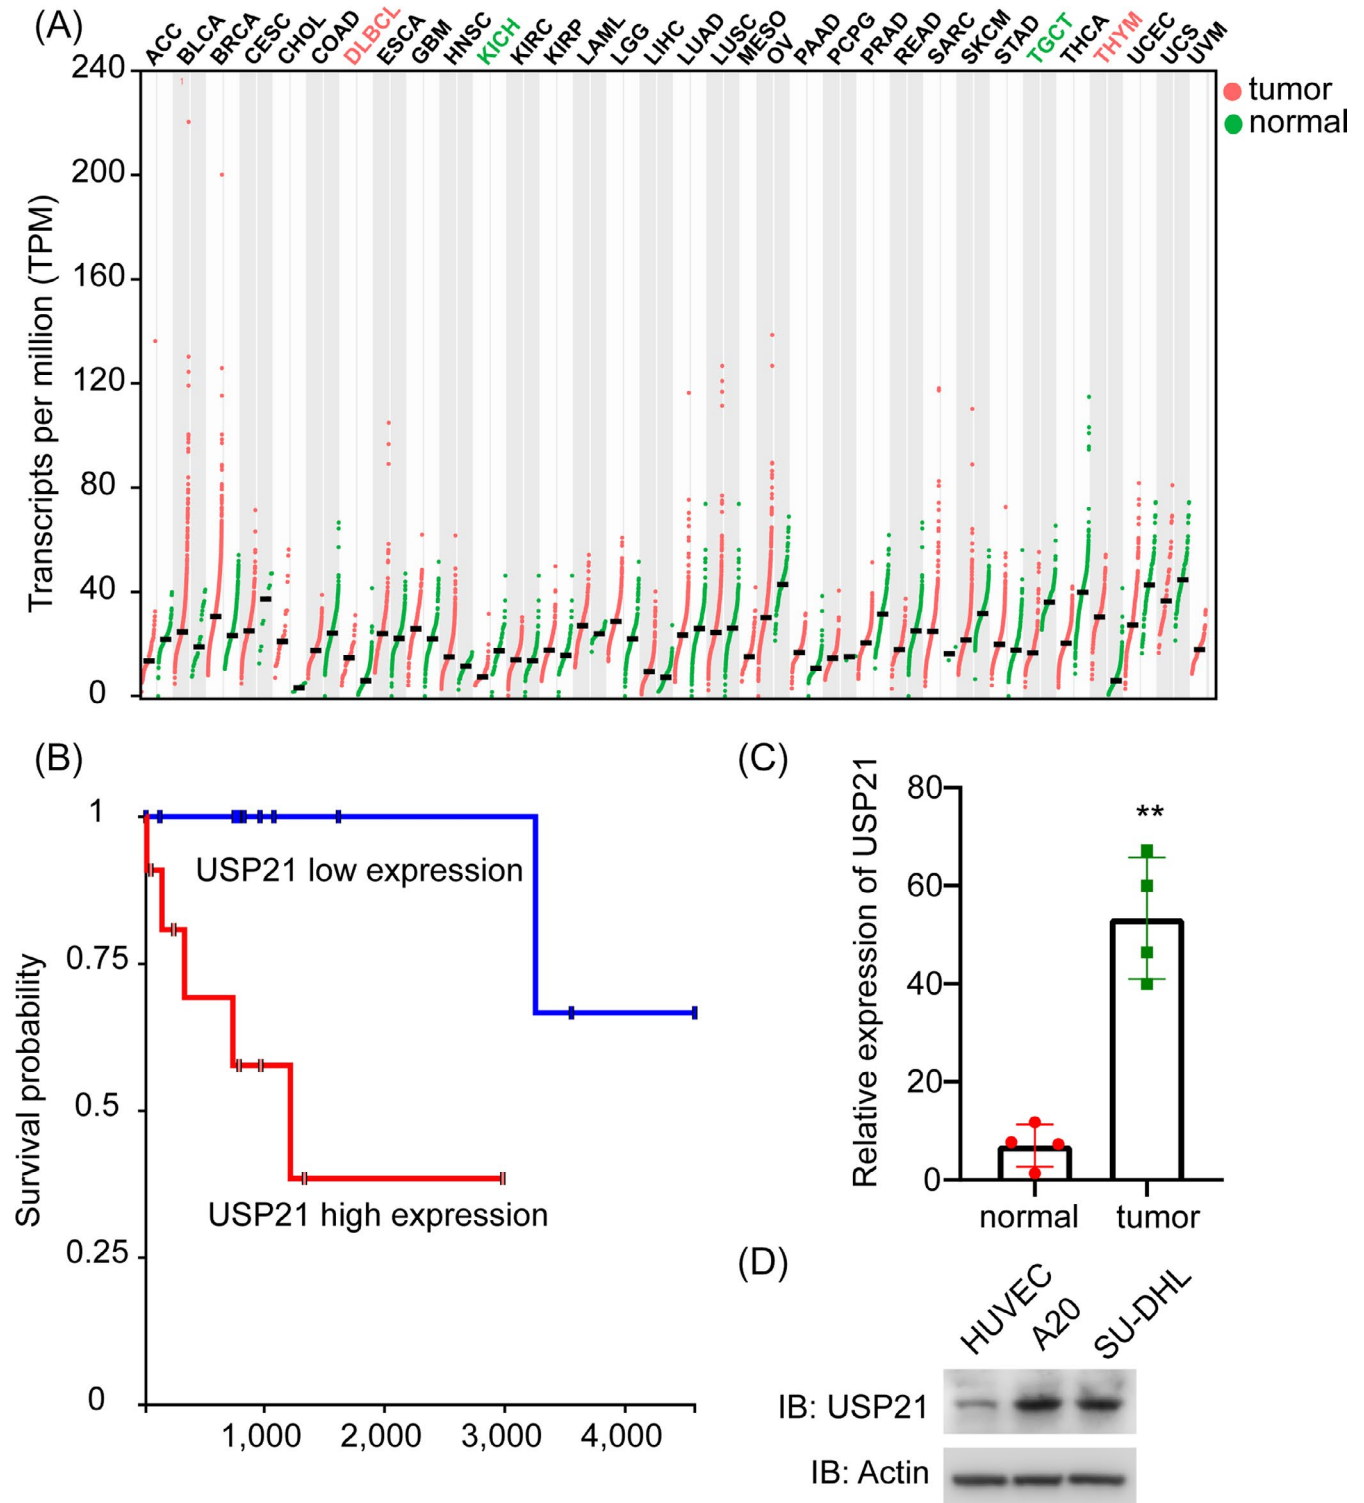 (A)
ACC BLCA BRCA CESC CHOL COAD DLBCL ESCA GBM HNSC KICH KIRC KIRP LAML LGG LIHC LUAD LUSC MESO OV PAAD PCPG PRAD READ SARC SKCM STAD TGCT THCA THYM UCEC UCS UVM
tumor
normal
Transcripts per million (TPM)
240
200
160
120
80
40
0
1
(B)
Survival probability
1
0.75
0.5
0.25
0
USP21 low expression
USP21 high expression
1,000 2,000 3,000 4,000
(C)
Relative expression of USP21
80
60
40
20
0
**
normal tumor
(D)
HUVEC A20 SU-DHL
IB: USP21
IB: Actin